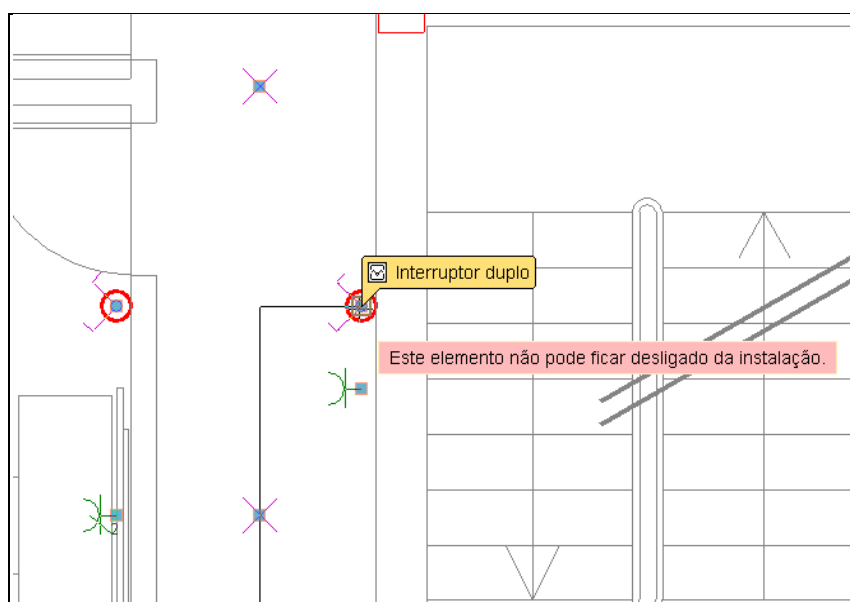 Interruptor duplo
Este elemento não pode ficar desligado da instalação.